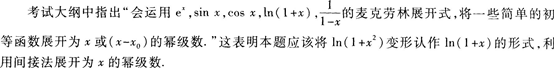 考试大纲中指出“会运用 eˣ,sin x,cos x,ln(1+x),1/(1-x)的麦克劳林展开式,将一些简单的初
等函数展开为 x 或(x-x₀)的幂级数.”这表明本题应该将 ln(1+x²)变形认作 ln(1+x)的形式,利
用间接法展开为 x 的幂级数.